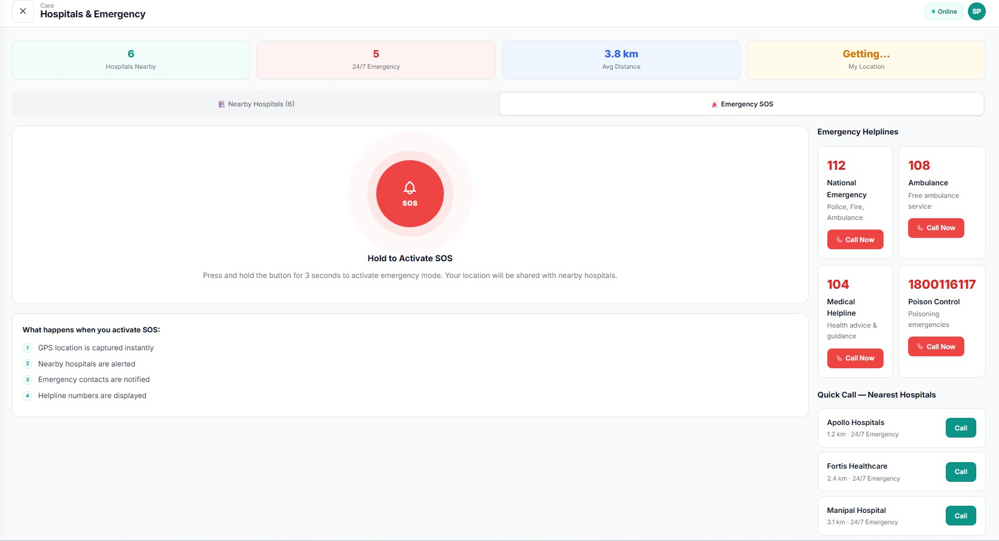 Care
Hospitals & Emergency
Online
SP
6
Hospitals Nearby
5
24/7 Emergency
3.8 km
Avg Distance
Getting...
My Location
Nearby Hospitals (6)
Emergency SOS
SOS
Hold to Activate SOS
Press and hold the button for 3 seconds to activate emergency mode. Your location will be shared with nearby hospitals.
What happens when you activate SOS:
1 GPS location is captured instantly
2 Nearby hospitals are alerted
3 Emergency contacts are notified
4 Helpline numbers are displayed
Emergency Helplines
112
National
Emergency
Police, Fire,
Ambulance
Call Now
108
Ambulance
Free ambulance
service
Call Now
104
Medical
Helpline
Health advice &
guidance
Call Now
1800116117
Poison Control
Poisoning
emergencies
Call Now
Quick Call — Nearest Hospitals
Apollo Hospitals
1.2 km · 24/7 Emergency
Call
Fortis Healthcare
2.4 km · 24/7 Emergency
Call
Manipal Hospital
3.1 km · 24/7 Emergency
Call